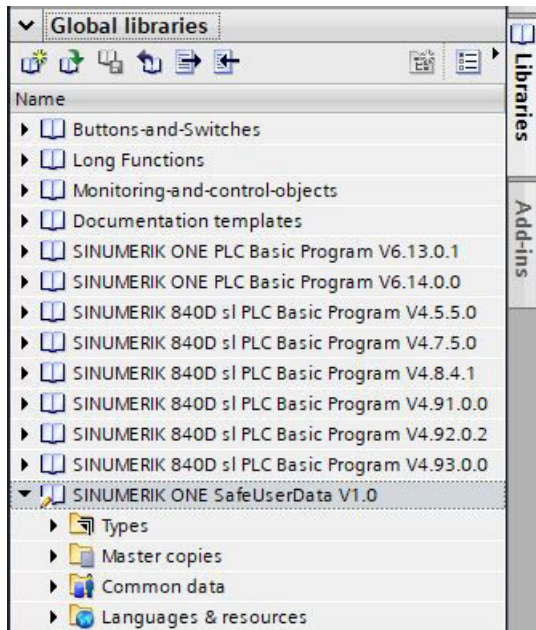 Global libraries
Name
Buttons-and-Switches
Long Functions
Monitoring-and-control-objects
Documentation templates
SINUMERIK ONE PLC Basic Program V6.13.0.1
SINUMERIK ONE PLC Basic Program V6.14.0.0
SINUMERIK 840D sl PLC Basic Program V4.5.5.0
SINUMERIK 840D sl PLC Basic Program V4.7.5.0
SINUMERIK 840D sl PLC Basic Program V4.8.4.1
SINUMERIK 840D sl PLC Basic Program V4.91.0.0
SINUMERIK 840D sl PLC Basic Program V4.92.0.2
SINUMERIK 840D sl PLC Basic Program V4.93.0.0
SINUMERIK ONE SafeUserData V1.0
Types
Master copies
Common data
Languages & resources
Libraries
Add-ins